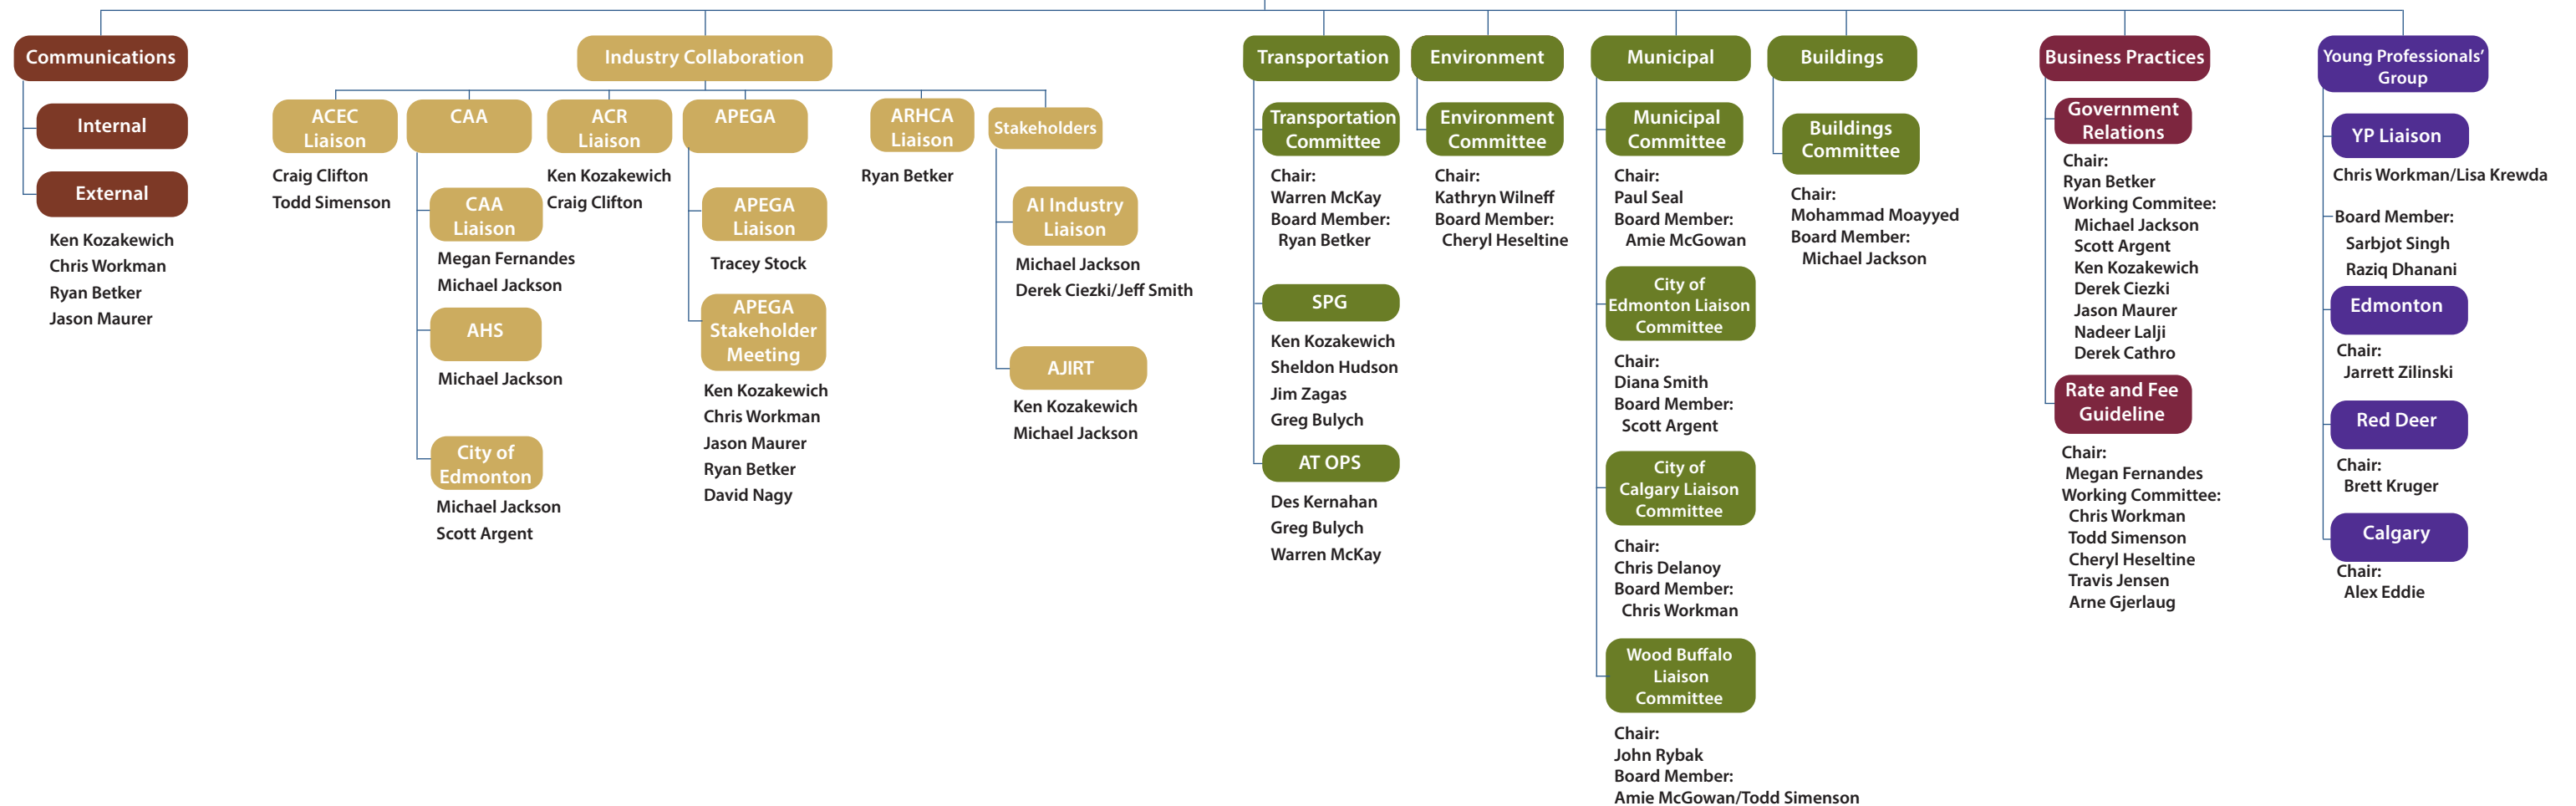 Communications
Internal
External
Ken Kozakewich
Chris Workman
Ryan Betker
Jason Maurer
Industry Collaboration
ACEC
Liaison
Craig Clifton
Todd Simenson
CAA
CAA
Liaison
Megan Fernandes
Michael Jackson
AHS
Michael Jackson
City of
Edmonton
Michael Jackson
Scott Argent
ACR
Liaison
Ken Kozakewich
Craig Clifton
APEGA
APEGA
Liaison
Tracey Stock
APEGA
Stakeholder
Meeting
Ken Kozakewich
Chris Workman
Jason Maurer
Ryan Betker
David Nagy
ARHCA
Liaison
Ryan Betker
Stakeholders
AI Industry
Liaison
Michael Jackson
Derek Ciezki/Jeff Smith
AJIRT
Ken Kozakewich
Michael Jackson
Transportation
Transportation
Committee
Chair:
Warren McKay
Board Member:
Ryan Betker
SPG
Ken Kozakewich
Sheldon Hudson
Jim Zagas
Greg Bulych
AT OPS
Des Kernahan
Greg Bulych
Warren McKay
Environment
Environment
Committee
Chair:
Kathryn Wilneff
Board Member:
Cheryl Heseltine
Municipal
Municipal
Committee
Chair:
Paul Seal
Board Member:
Amie McGowan
City of
Edmonton Liaison
Committee
Chair:
Diana Smith
Board Member:
Scott Argent
City of
Calgary Liaison
Committee
Chair:
Chris Delanoy
Board Member:
Chris Workman
Wood Buffalo
Liaison
Committee
Chair:
John Rybak
Board Member:
Amie McGowan/Todd Simenson
Buildings
Buildings
Committee
Chair:
Mohammad Moayyed
Board Member:
Michael Jackson
Business Practices
Government
Relations
Chair:
Ryan Betker
Working Commitee:
Michael Jackson
Scott Argent
Ken Kozakewich
Derek Ciezki
Jason Maurer
Nadeer Lalji
Derek Cathro
Rate and Fee
Guideline
Chair:
Megan Fernandes
Working Committee:
Chris Workman
Todd Simenson
Cheryl Heseltine
Travis Jensen
Arne Gjerlaug
Young Professionals'
Group
YP Liaison
Chris Workman/Lisa Krewda
Board Member:
Sarbjot Singh
Raziq Dhanani
Edmonton
Chair:
Jarrett Zilinski
Red Deer
Chair:
Brett Kruger
Calgary
Chair:
Alex Eddie